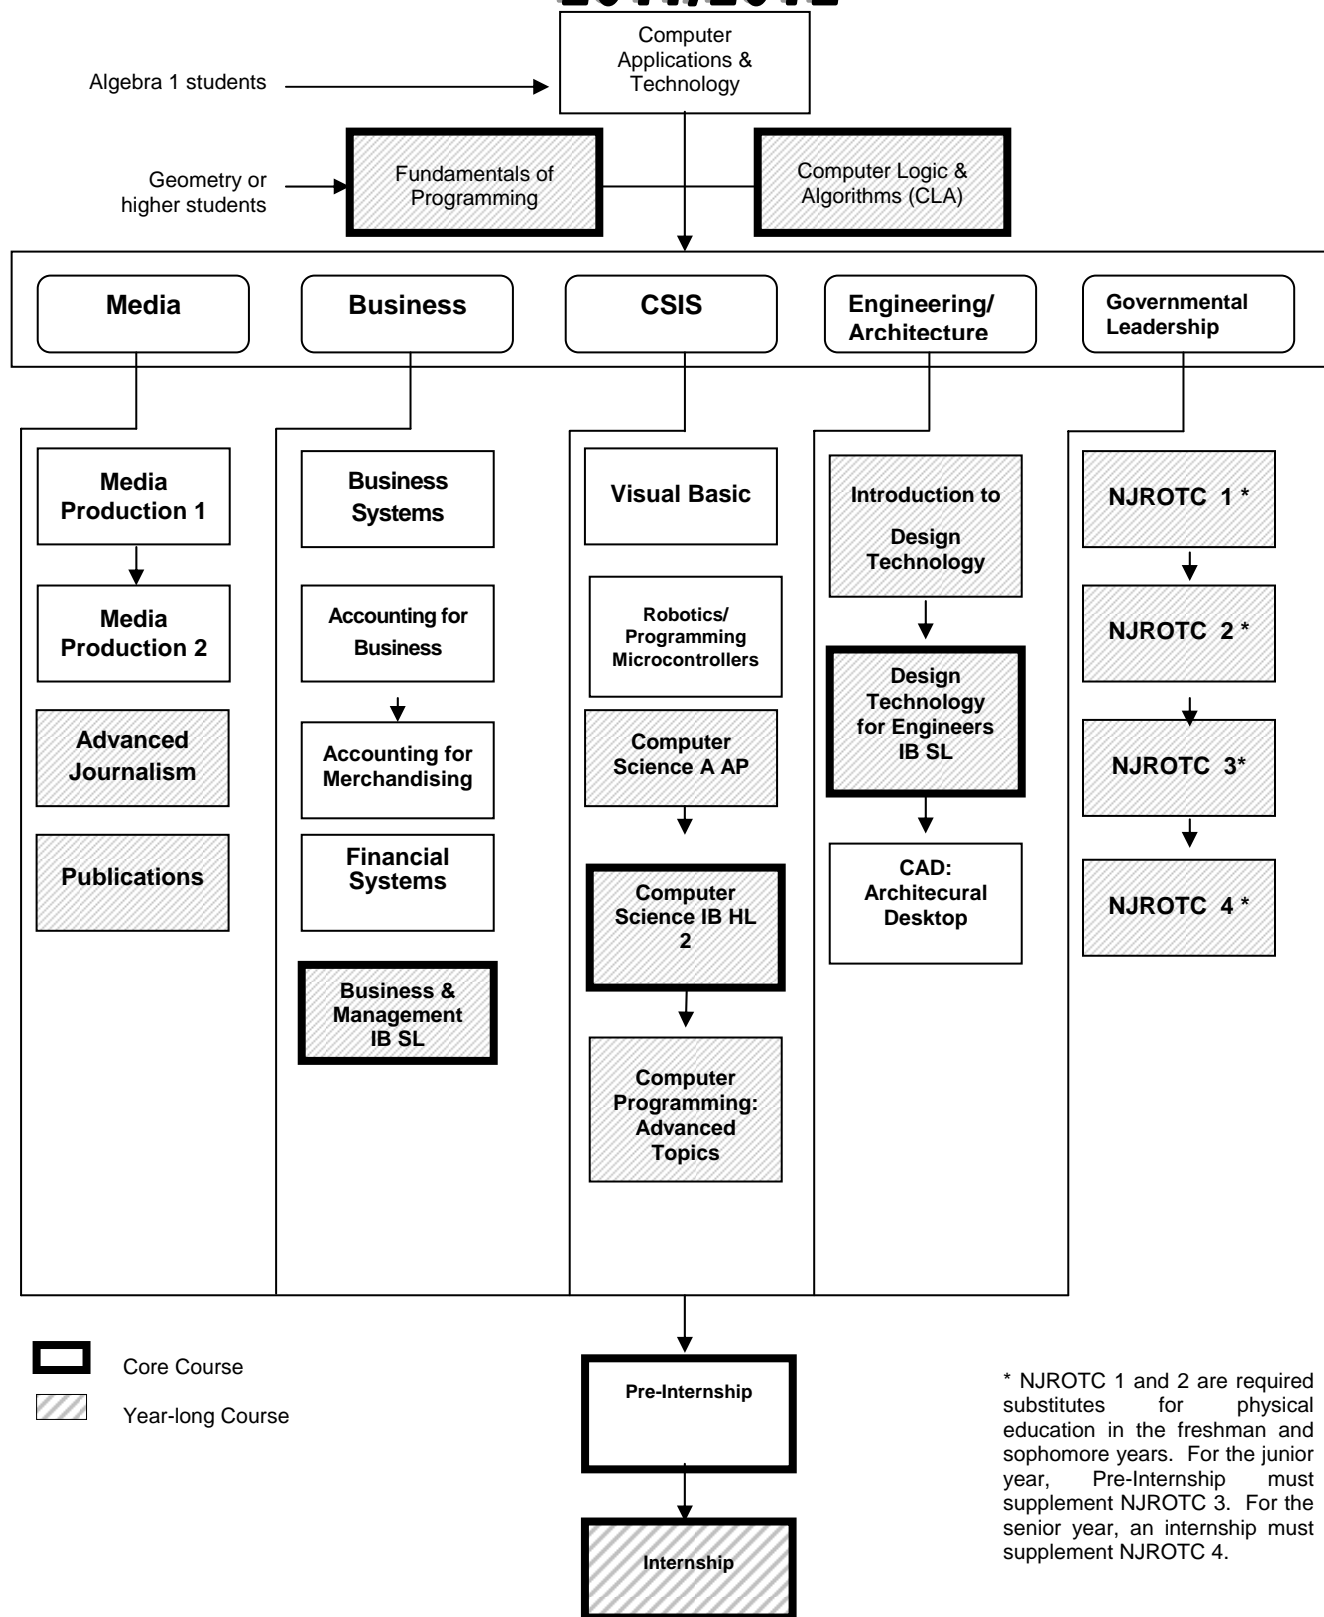 Computer
Applications &
Technology
Algebra 1 students
Fundamentals of
Programming
Computer Logic &
Algorithms (CLA)
Geometry or
higher students
Media
Business
CSIS
Engineering/
Architecture
Governmental
Leadership
Media
Production 1
Media
Production 2
Advanced
Journalism
Publications
Business
Systems
Accounting for
Business
Accounting for
Merchandising
Financial
Systems
Business &
Management
IB SL
Visual Basic
Robotics/
Programming
Microcontrollers
Computer
Science A AP
Computer
Science IB HL
2
Computer
Programming:
Advanced
Topics
Introduction to
Design
Technology
Design
Technology
for Engineers
IB SL
CAD:
Architecural
Desktop
NJROTC 1 *
NJROTC 2 *
NJROTC 3*
NJROTC 4 *
Core Course
Year-long Course
Pre-Internship
Internship
* NJROTC 1 and 2 are required
substitutes for physical
education in the freshman and
sophomore years. For the junior
year, Pre-Internship must
supplement NJROTC 3. For the
senior year, an internship must
supplement NJROTC 4.